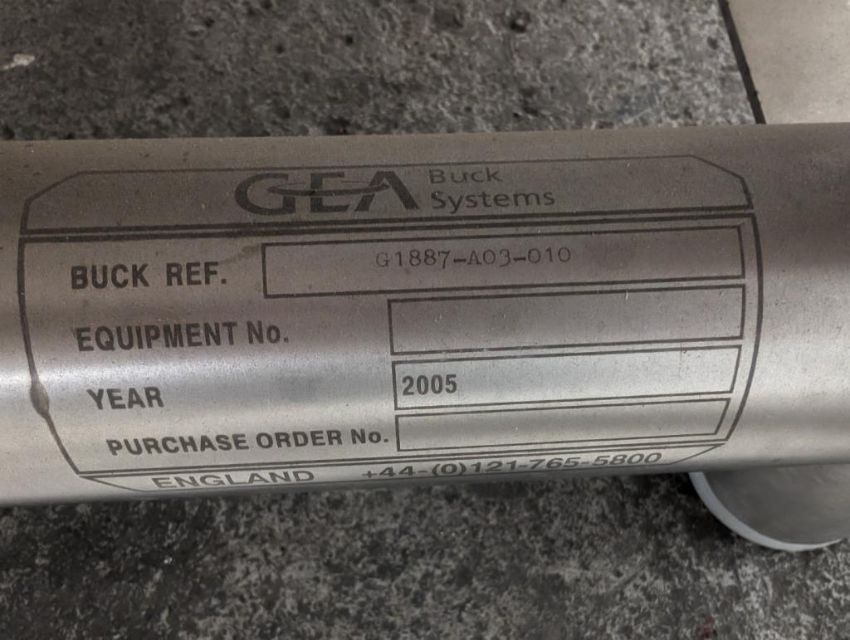 GEA Buck
Systems
BUCK REF. G1887-A03-010
EQUIPMENT No.
YEAR 2005
PURCHASE ORDER No.
ENGLAND +44-(0)121-765-5800